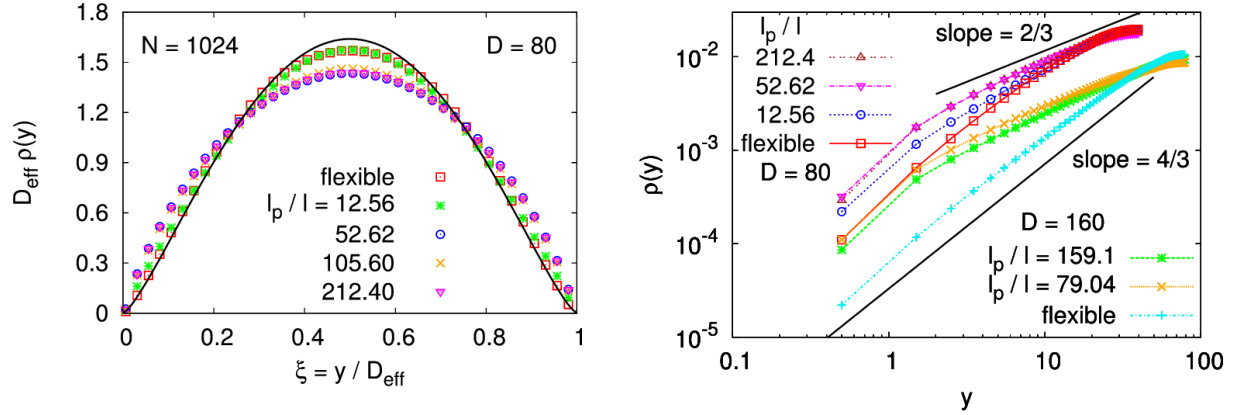 N = 1024
D = 80
D_eff ρ(y)
1.8
1.5
1.2
0.9
0.6
0.3
0
flexible
l_p / l = 12.56
52.62
105.60
212.40
0 0.2 0.4 0.6 0.8 1
ξ = y / D_eff
l_p / l
212.4
52.62
12.56
flexible
D = 80
slope = 2/3
slope = 4/3
D = 160
l_p / l = 159.1
l_p / l = 79.04
flexible
ρ(y)
10^-2
10^-3
10^-4
10^-5
0.1 1 10 100
y